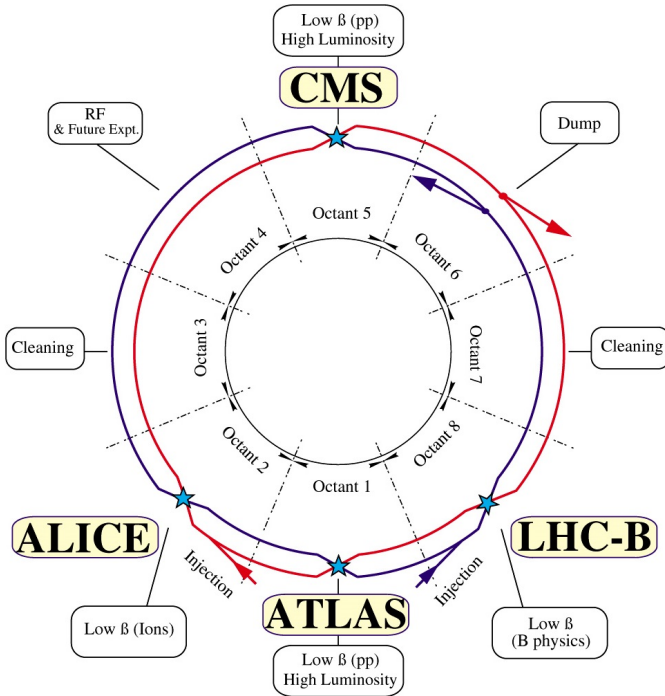 Low ß (pp)
High Luminosity
CMS
RF
& Future Expt.
Dump
Octant 5
Octant 4
Octant 6
Cleaning
Octant 3
Octant 7
Cleaning
Octant 2
Octant 8
Octant 1
ALICE
LHC-B
Injection
Injection
ATLAS
Low ß (Ions)
Low ß
(B physics)
Low ß (pp)
High Luminosity